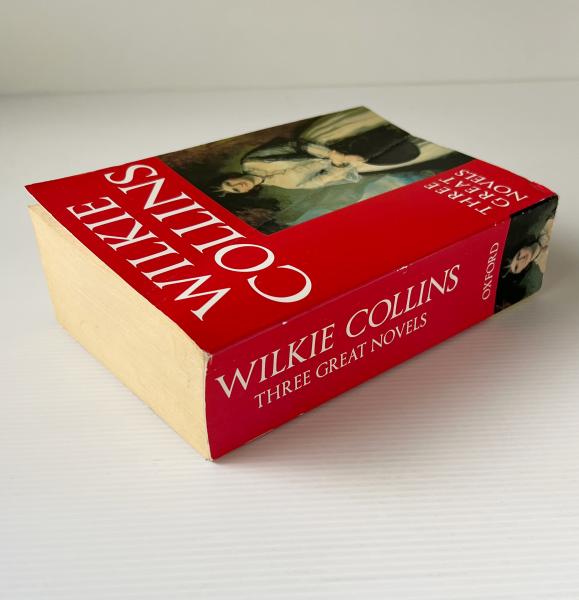 WILKIE
COLLINS
THREE
GREAT
NOVELS
WILKIE COLLINS
THREE GREAT NOVELS
OXFORD